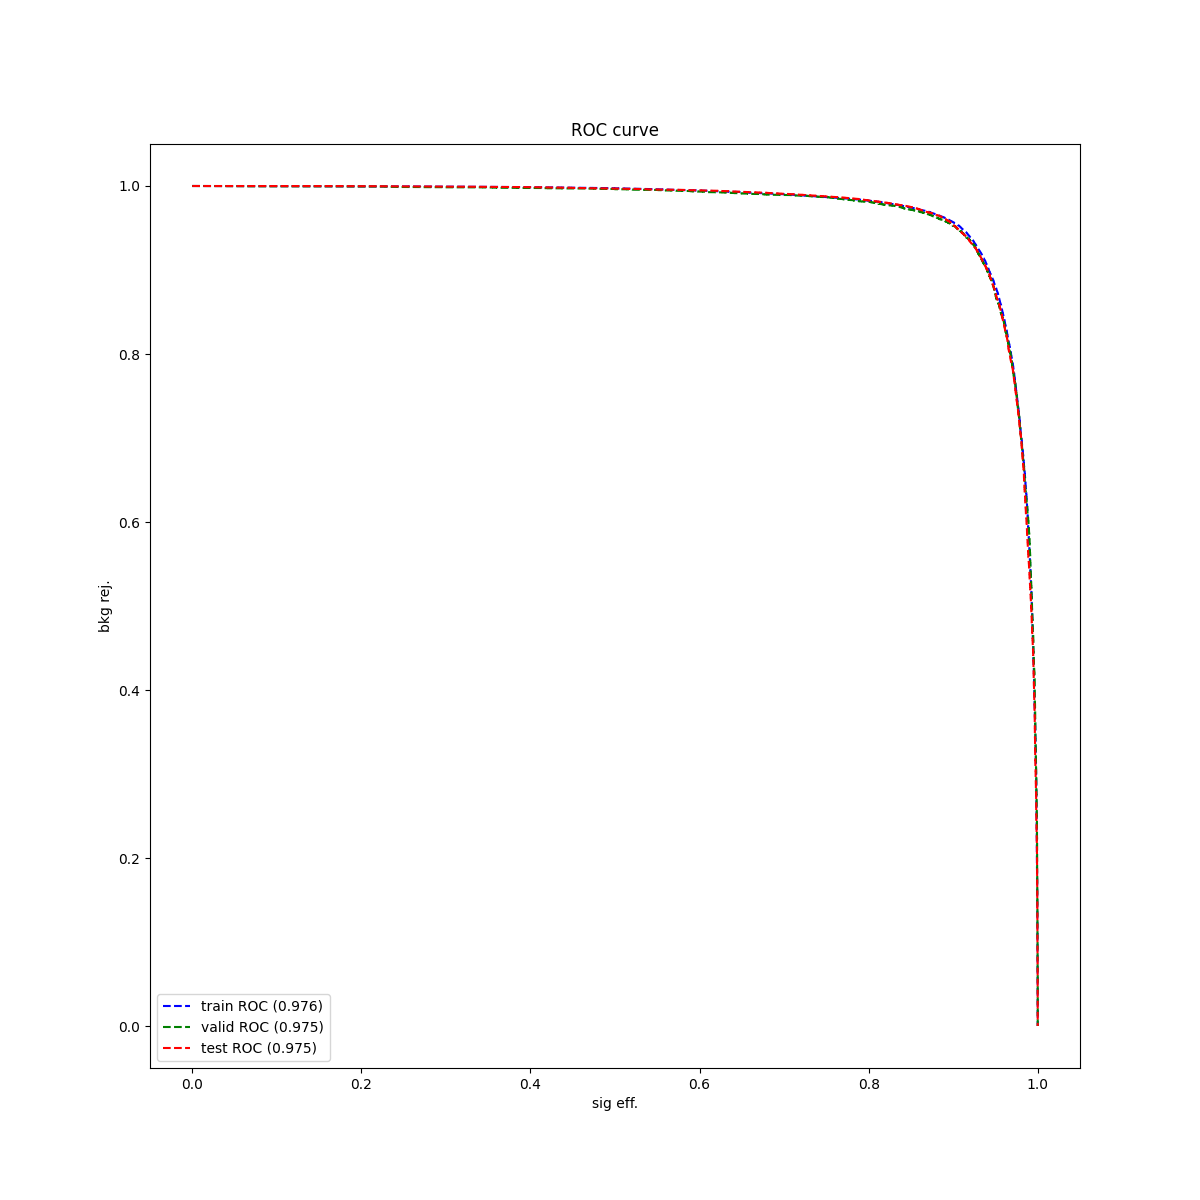 ROC curve
1.0
0.8
0.6
0.4
0.2
0.0
bkg rej.
train ROC (0.976)
valid ROC (0.975)
test ROC (0.975)
0.0 0.2 0.4 0.6 0.8 1.0
sig eff.